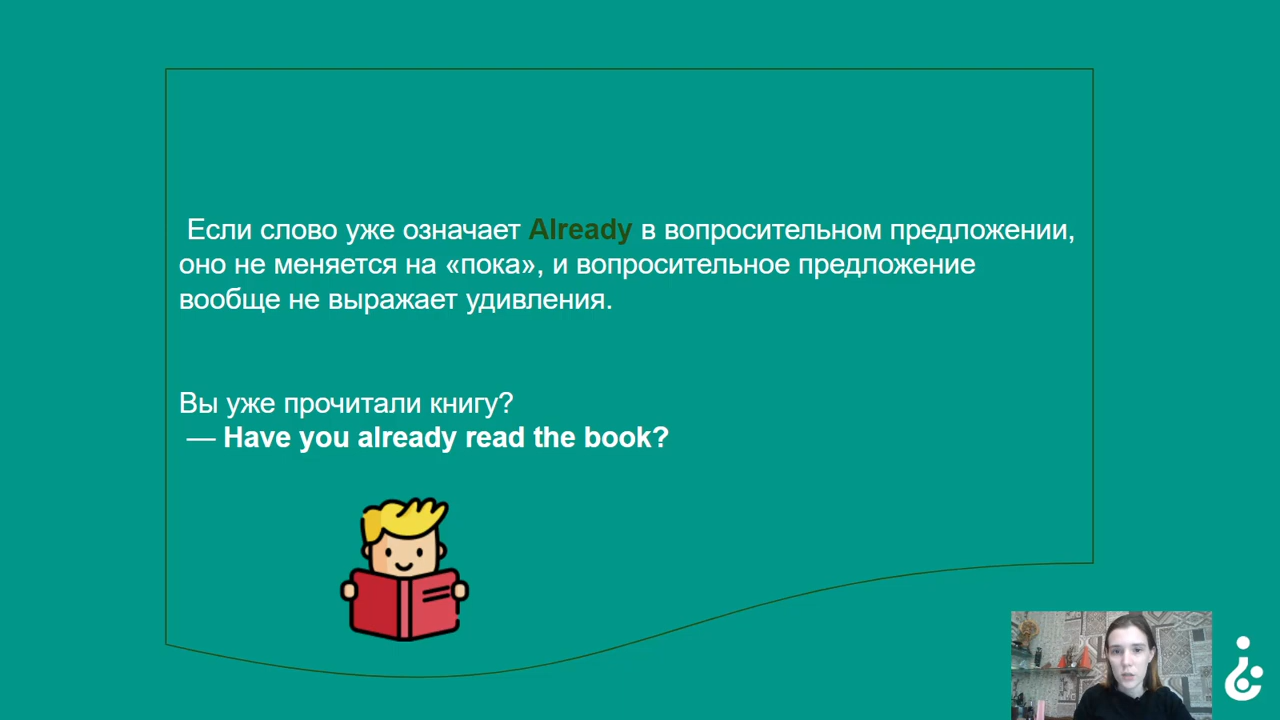 Если слово уже означает Already в вопросительном предложении,
оно не меняется на «пока», и вопросительное предложение
вообще не выражает удивления.
Вы уже прочитали книгу?
— Have you already read the book?